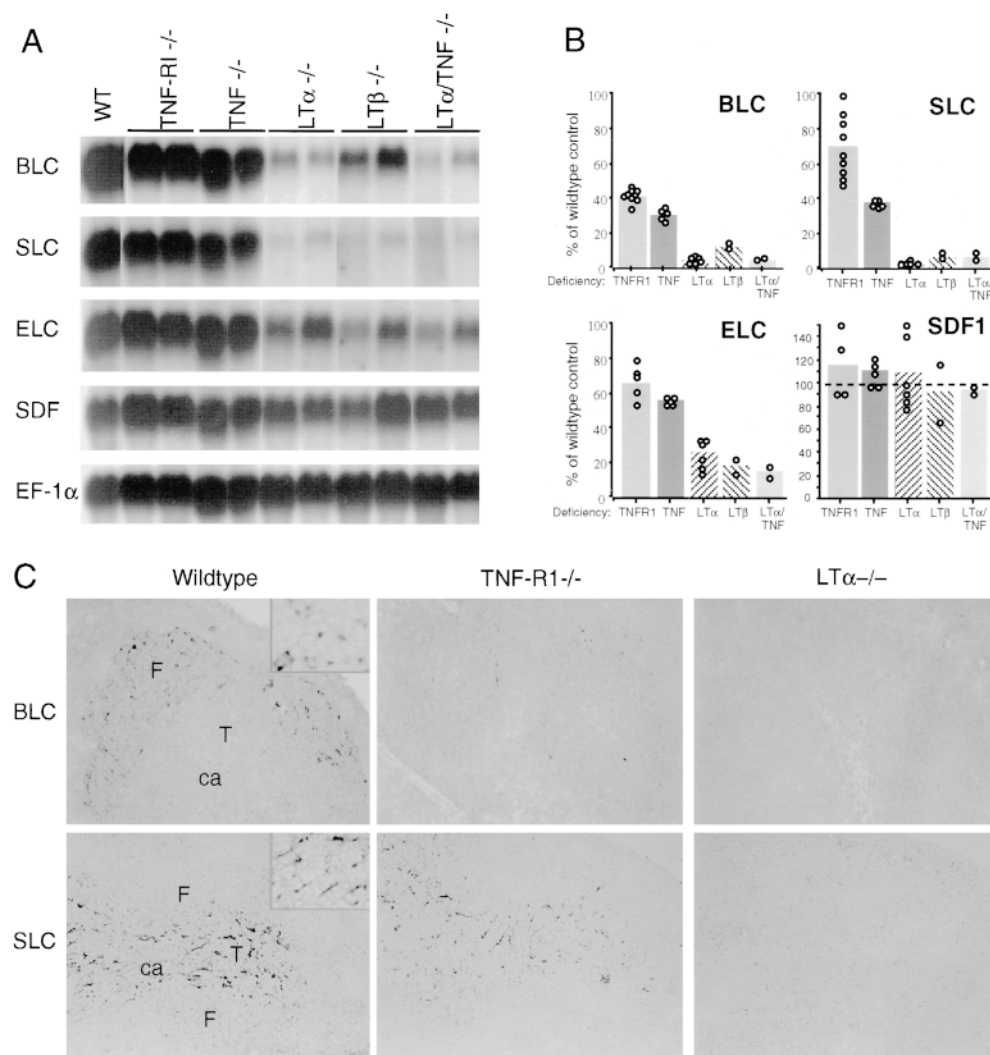 A
WT
TNF-RI -/-
TNF -/-
LTα -/-
LTβ -/-
LTα/TNF -/-
BLC
SLC
ELC
SDF
EF-1α
B
BLC
% of wildtype control
100
80
60
40
20
0
Deficiency: TNFR1 TNF LTα LTβ LTα/
TNF
SLC
100
80
60
40
20
0
TNFR1 TNF LTα LTβ LTα/
TNF
ELC
% of wildtype control
100
80
60
40
20
0
Deficiency: TNFR1 TNF LTα LTβ LTα/
TNF
SDF1
140
120
100
80
60
40
20
0
TNFR1 TNF LTα LTβ LTα/
TNF
C
Wildtype TNF-R1-/- LTα–/–
BLC
F
T
ca
SLC
F
T
ca
F